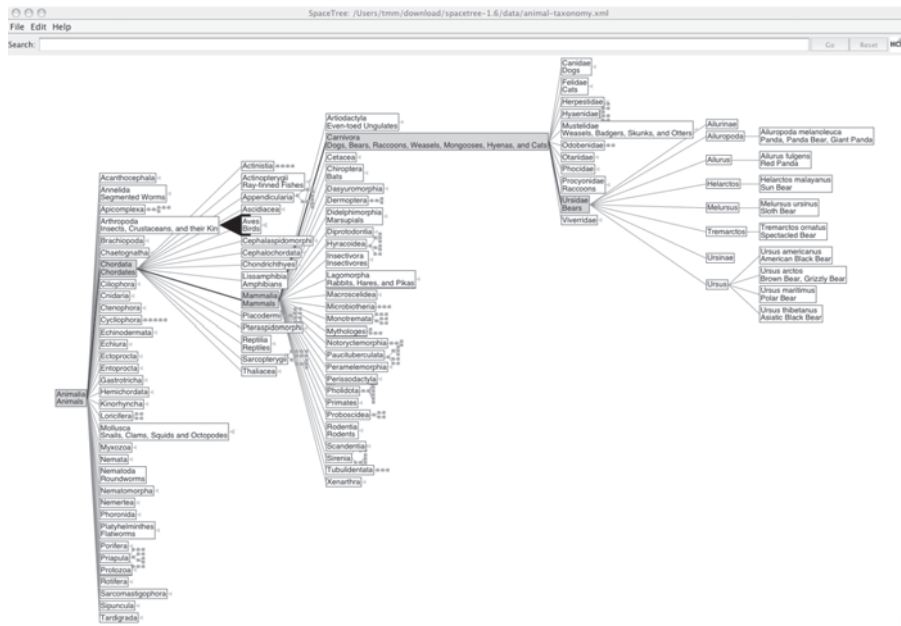 SpaceTree: /Users/tmm/download/spacetree-1.6/data/animal-taxonomy.xml
File Edit Help
Search:
Go
Reset
Animalia
Animals
Acanthocephala
Annelida
Segmented Worms
Apicomplexa
Arthropoda
Insects, Crustaceans, and their Kin
Brachiopoda
Chaetognatha
Chordata
Chordates
Ciliophora
Cnidaria
Ctenophora
Cycliophora
Echinodermata
Echiura
Ectoprocta
Entoprocta
Gastrotricha
Hemichordata
Kinorhyncha
Loricifera
Mollusca
Snails, Clams, Squids and Octopodes
Myxozoa
Nemata
Nematoda
Roundworms
Nematomorpha
Nemertea
Phoronida
Platyhelminthes
Flatworms
Porifera
Priapula
Protozoa
Rotifera
Sarcomastigophora
Sipuncula
Tardigrada
Actinistia
Actinopterygii
Ray-finned Fishes
Appendicularia
Ascidiacea
Aves
Birds
Cephalaspidomorphi
Cephalochordata
Chondrichthyes
Lissamphibia
Amphibians
Mammalia
Mammals
Placodermi
Pteraspidomorphi
Reptilia
Reptiles
Sarcopterygii
Thaliacea
Artiodactyla
Even-toed Ungulates
Carnivora
Dogs, Bears, Raccoons, Weasels, Mongooses, Hyenas, and Cats
Cetacea
Chiroptera
Bats
Dasyuromorphia
Dermoptera
Didelphimorphia
Marsupials
Diprotodontia
Hyracoidea
Insectivora
Insectivores
Lagomorpha
Rabbits, Hares, and Pikas
Macroscelidea
Microbiotheria
Monotremata
Mythologes
Notoryctemorphia
Paucituberculata
Peramelemorphia
Perissodactyla
Pholidota
Primates
Proboscidea
Rodentia
Rodents
Scandentia
Sirenia
Tubulidentata
Xenarthra
Canidae
Dogs
Felidae
Cats
Herpestidae
Hyaenidae
Mustelidae
Weasels, Badgers, Skunks, and Otters
Odobenidae
Otariidae
Phocidae
Procyonidae
Raccoons
Ursidae
Bears
Viverridae
Ailurinae
Ailuropoda
Ailurus
Helarctos
Melursus
Tremarctos
Ursinae
Ursus
Ailuropoda melanoleuca
Panda, Panda Bear, Giant Panda
Ailurus fulgens
Red Panda
Helarctos malayanus
Sun Bear
Melursus ursinus
Sloth Bear
Tremarctos ornatus
Spectacled Bear
Ursus americanus
American Black Bear
Ursus arctos
Brown Bear, Grizzly Bear
Ursus maritimus
Polar Bear
Ursus thibetanus
Asiatic Black Bear